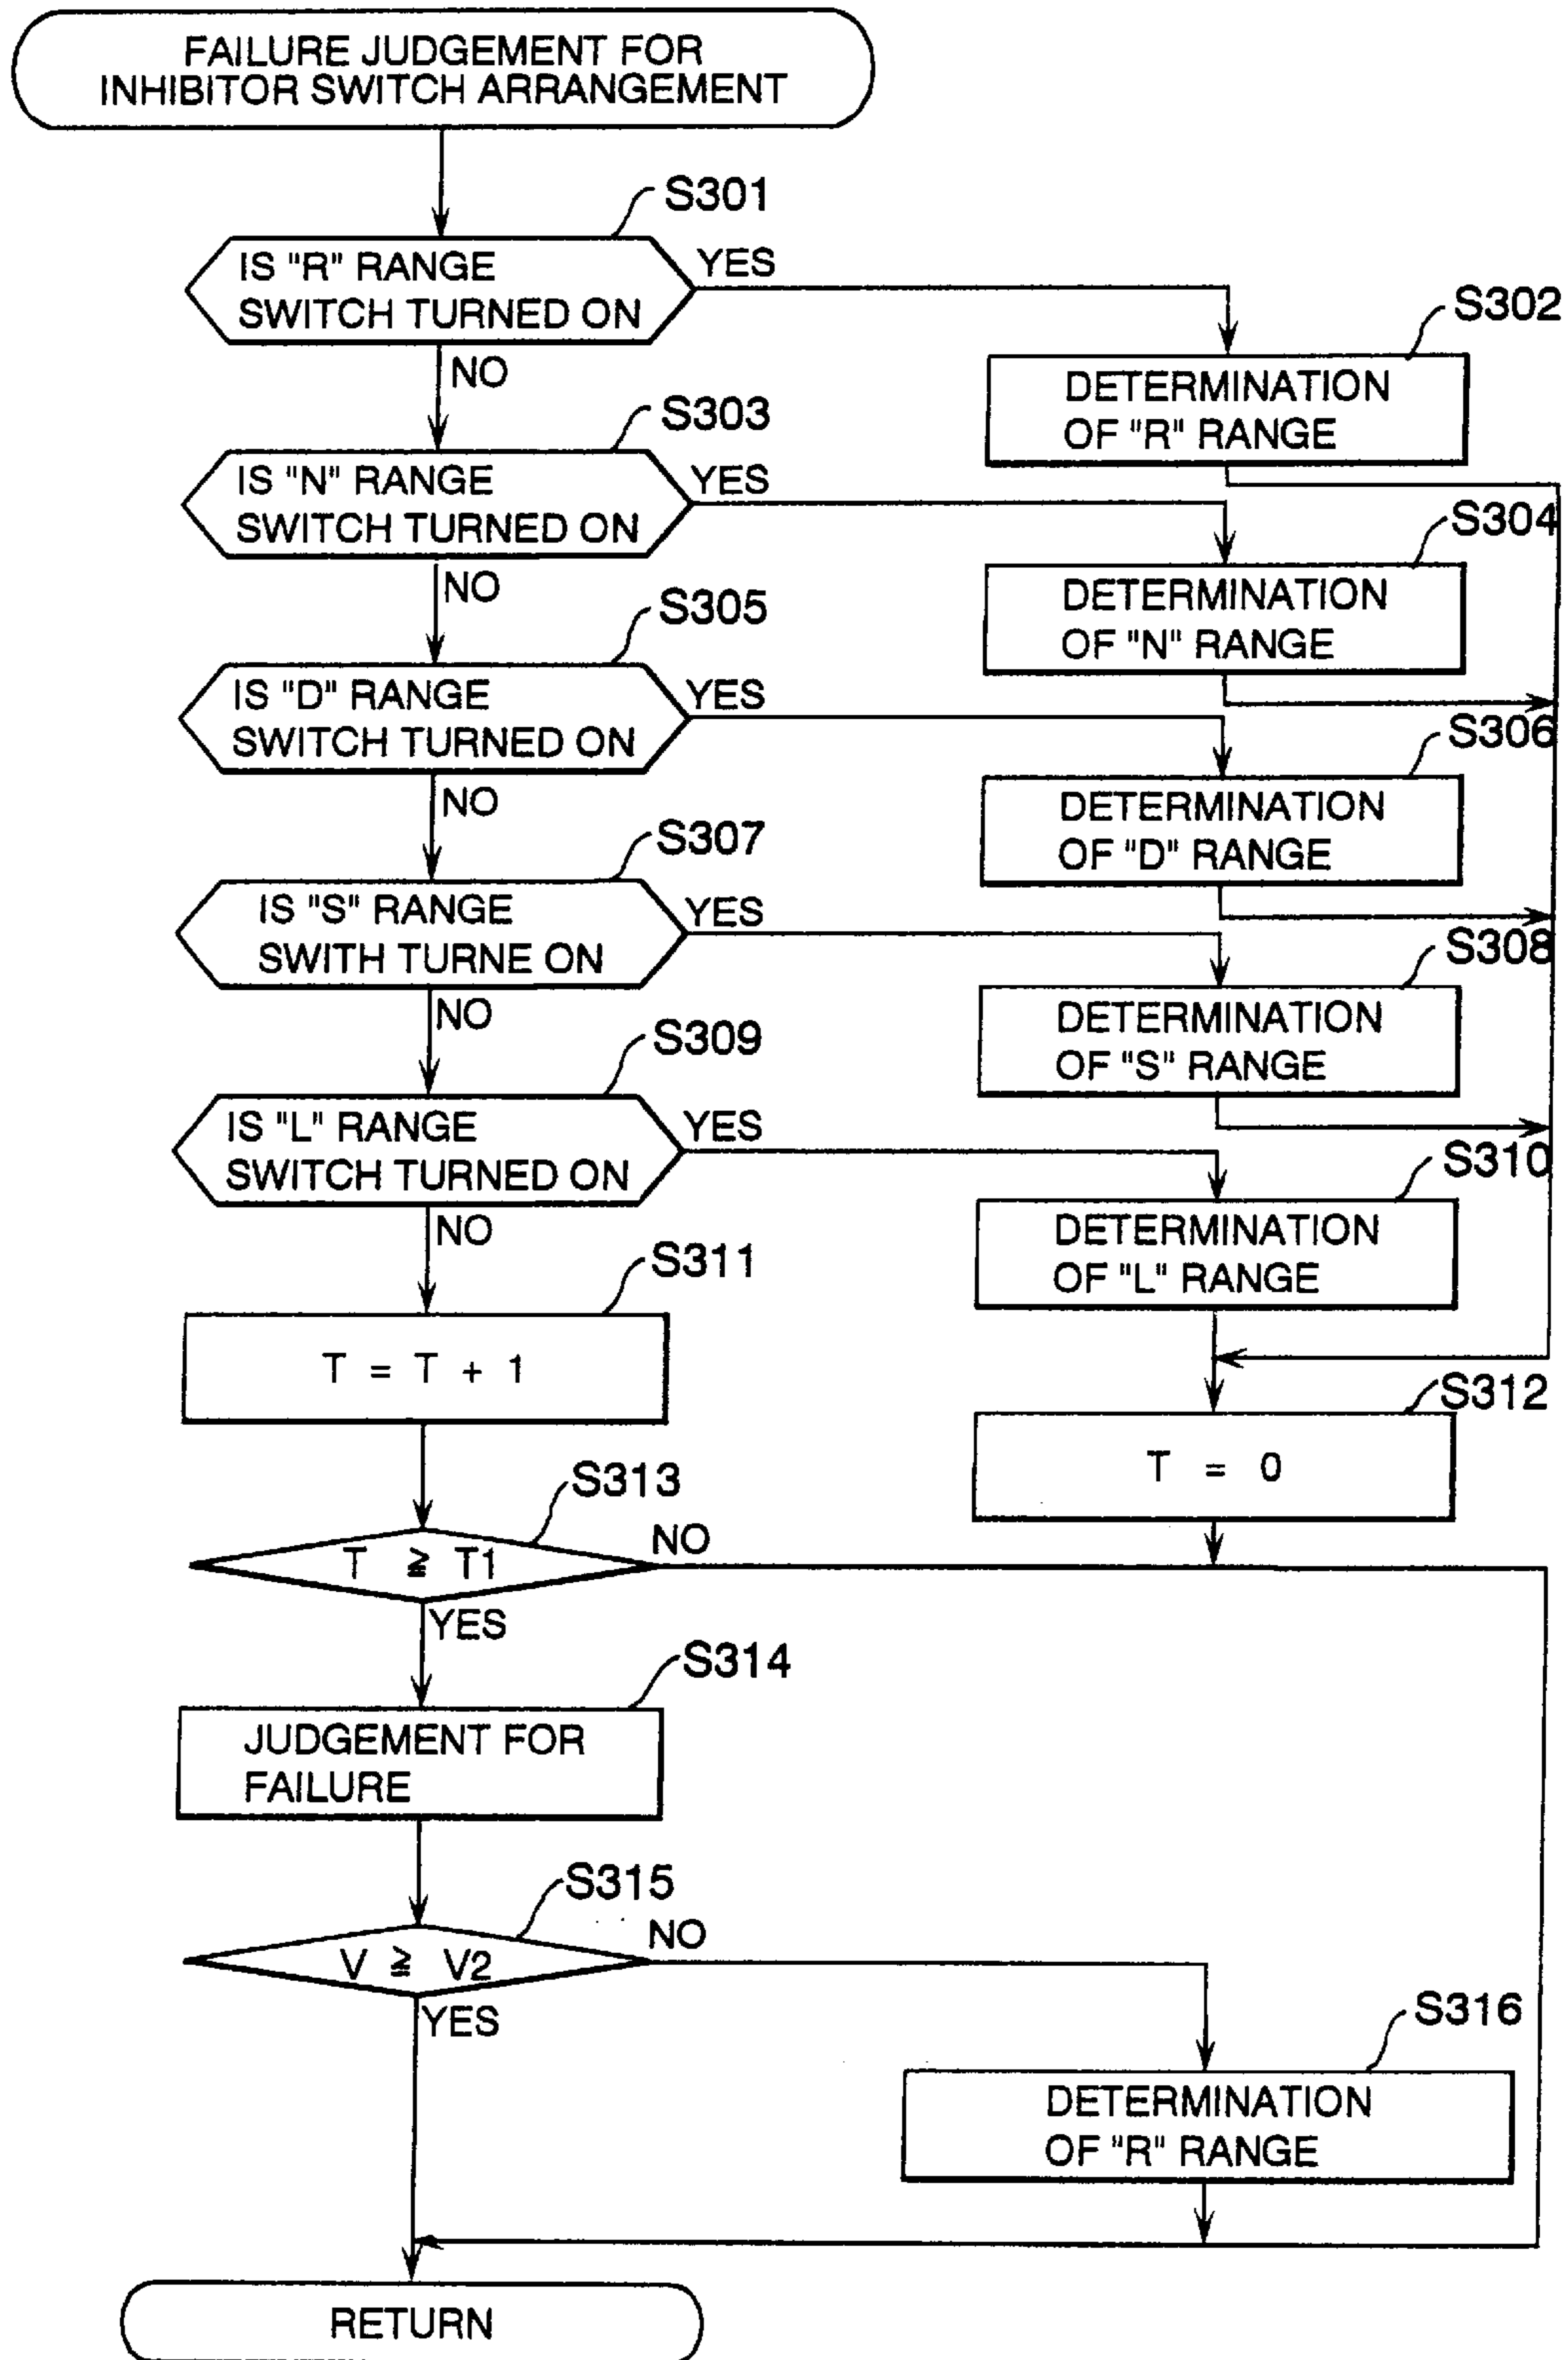 FAILURE JUDGEMENT FOR
INHIBITOR SWITCH ARRANGEMENT
S301
IS "R" RANGE
SWITCH TURNED ON
YES
NO
S302
DETERMINATION
OF "R" RANGE
S303
IS "N" RANGE
SWITCH TURNED ON
YES
NO
S304
DETERMINATION
OF "N" RANGE
S305
IS "D" RANGE
SWITCH TURNED ON
YES
NO
S306
DETERMINATION
OF "D" RANGE
S307
IS "S" RANGE
SWITH TURNE ON
YES
NO
S308
DETERMINATION
OF "S" RANGE
S309
IS "L" RANGE
SWITCH TURNED ON
YES
NO
S310
DETERMINATION
OF "L" RANGE
S311
T = T + 1
S312
T = 0
S313
T ≧ T1
NO
YES
S314
JUDGEMENT FOR
FAILURE
S315
V ≧ V2
NO
YES
S316
DETERMINATION
OF "R" RANGE
RETURN